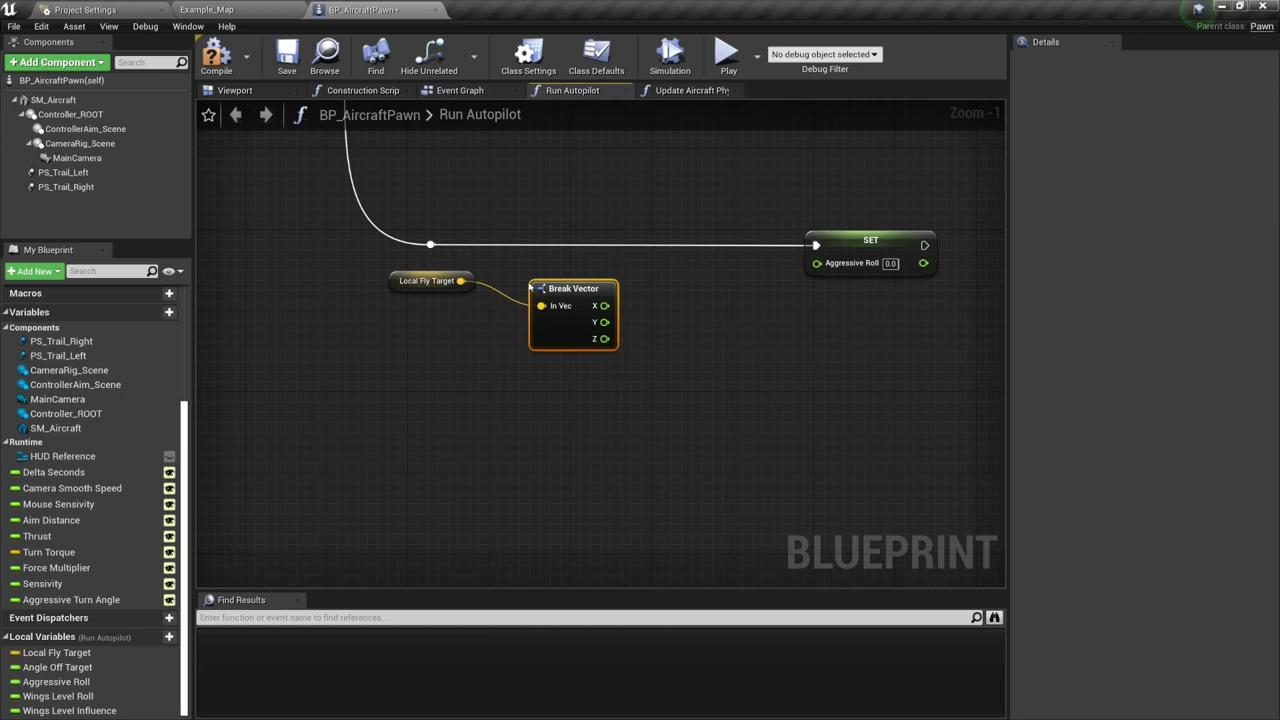 Project Settings
Example_Map
BP_AircraftPawn*
File Edit Asset View Debug Window Help
Parent class: Pawn
Components
Add Component
Search
BP_AircraftPawn(self)
SM_Aircraft
Controller_ROOT
ControllerAim_Scene
CameraRig_Scene
MainCamera
PS_Trail_Left
PS_Trail_Right
Compile
Save
Browse
Find
Hide Unrelated
Class Settings
Class Defaults
Simulation
Play
No debug object selected
Debug Filter
Details
Viewport
Construction Scrip
Event Graph
Run Autopilot
Update Aircraft Phy
BP_AircraftPawn > Run Autopilot
Zoom -1
SET
Aggressive Roll 0.0
Local Fly Target
Break Vector
In Vec X
Y
Z
BLUEPRINT
My Blueprint
Add New
Search
Macros
Variables
Components
PS_Trail_Right
PS_Trail_Left
CameraRig_Scene
ControllerAim_Scene
MainCamera
Controller_ROOT
SM_Aircraft
Runtime
HUD Reference
Delta Seconds
Camera Smooth Speed
Mouse Sensivity
Aim Distance
Thrust
Turn Torque
Force Multiplier
Sensivity
Aggressive Turn Angle
Event Dispatchers
Local Variables (Run Autopilot)
Local Fly Target
Angle Off Target
Aggressive Roll
Wings Level Roll
Wings Level Influence
Find Results
Enter function or event name to find references...